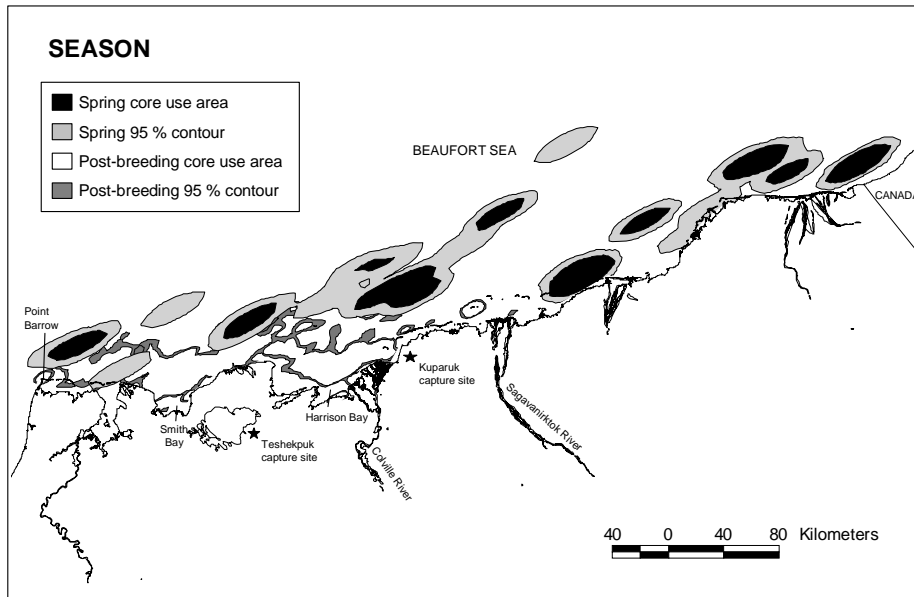 SEASON
Spring core use area
Spring 95 % contour
Post-breeding core use area
Post-breeding 95 % contour
BEAUFORT SEA
CANADA
Point
Barrow
Kuparuk
capture site
Harrison Bay
Smith
Bay
Teshekpuk
capture site
Colville River
Sagavanirktok River
40 0 40 80 Kilometers